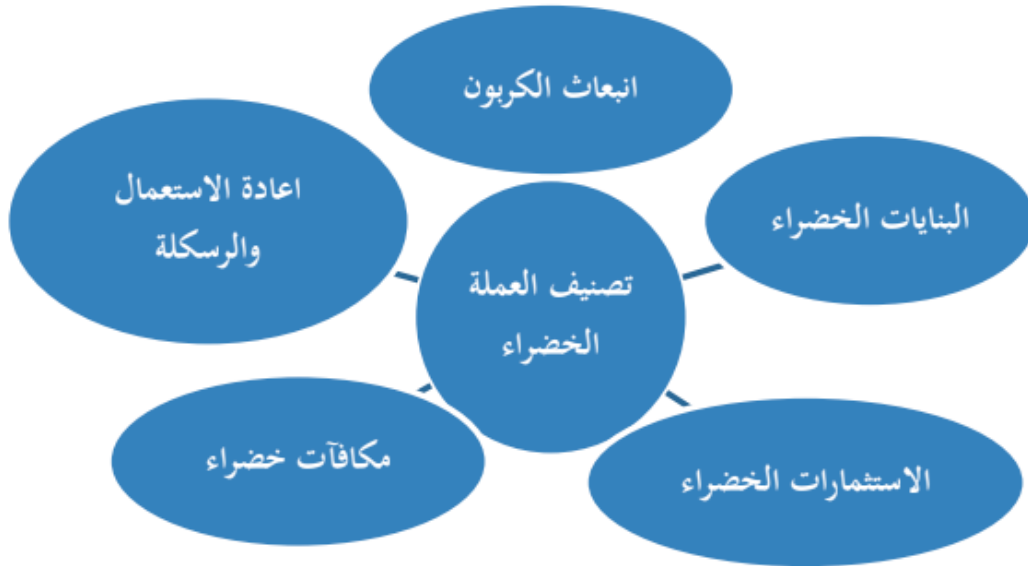 انبعاث الكربون
البنايات الخضراء
اعادة الاستعمال
والرسكلة
تصنيف العملة
الخضراء
الاستثمارات الخضراء
مكافآت خضراء